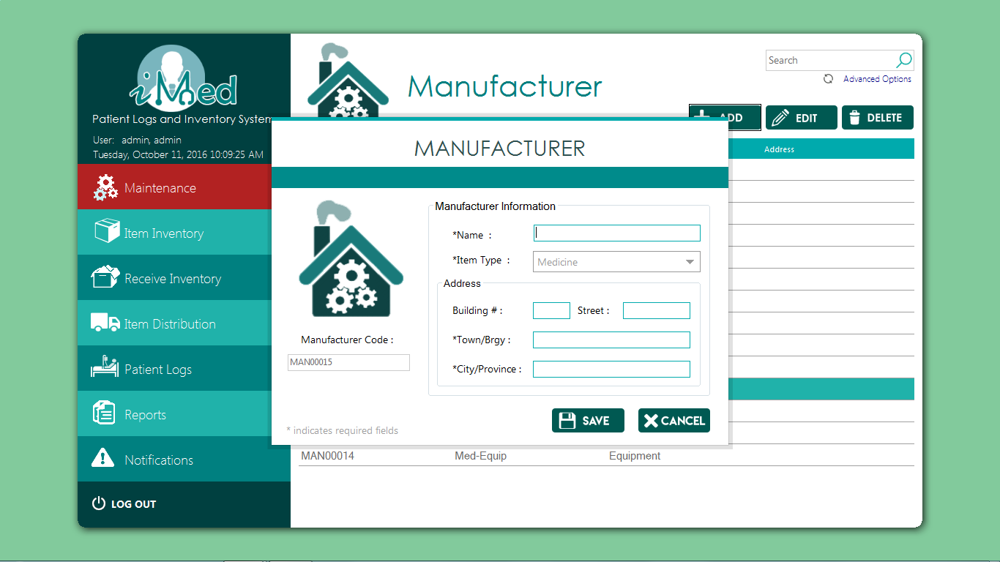 iMed
Patient Logs and Inventory System
User: admin, admin
Tuesday, October 11, 2016 10:09:25 AM
Maintenance
Item Inventory
Receive Inventory
Item Distribution
Patient Logs
Reports
Notifications
LOG OUT
Manufacturer
Search
Advanced Options
ADD
EDIT
DELETE
Address
MANUFACTURER
Manufacturer Code :
MAN00015
* indicates required fields
Manufacturer Information
*Name :
*Item Type :
Medicine
Address
Building # :
Street :
*Town/Brgy :
*City/Province :
SAVE
CANCEL
MAN00014 Med-Equip Equipment